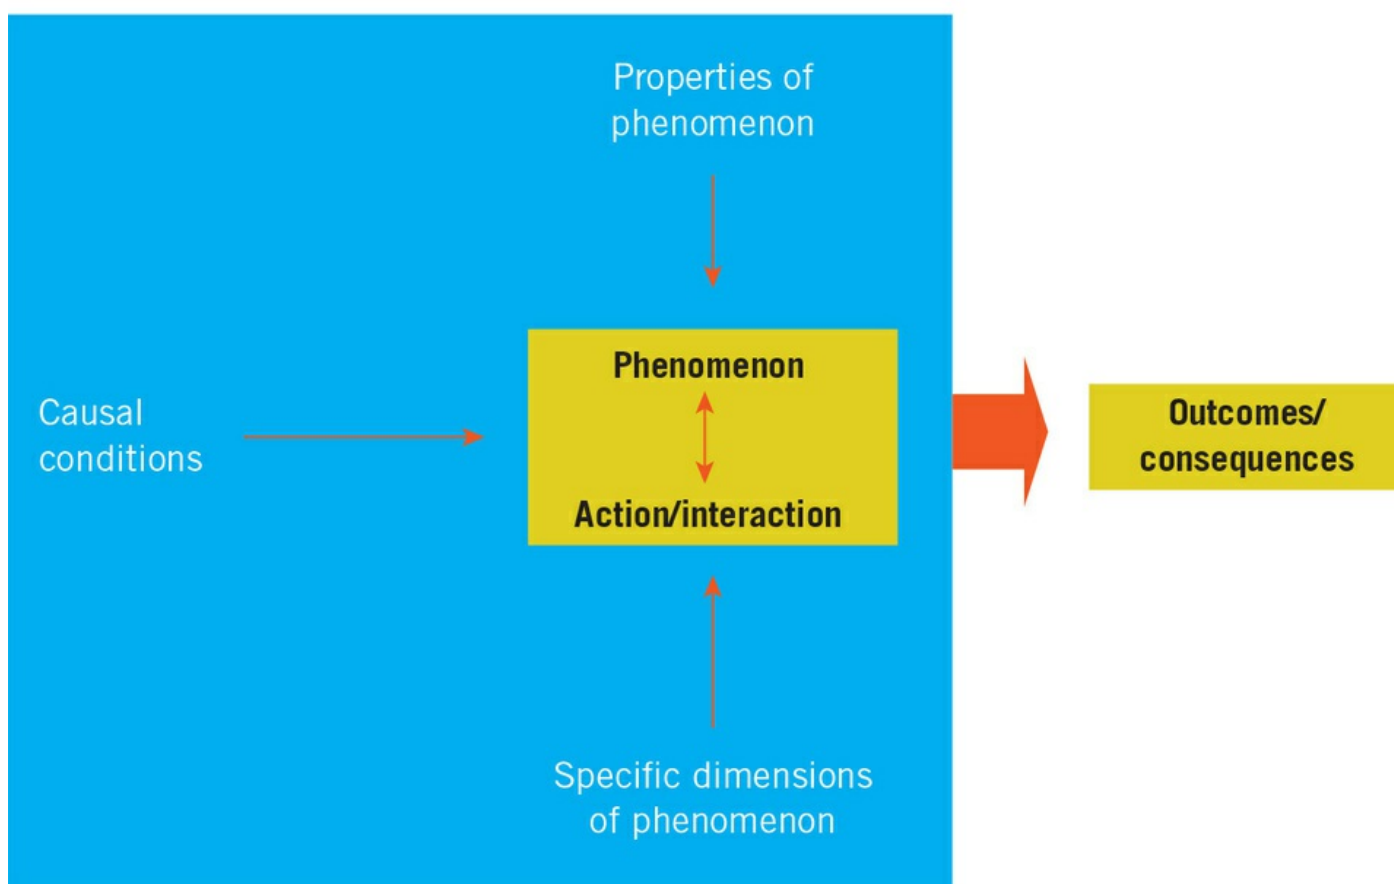 Properties of
phenomenon
Causal
conditions
Phenomenon
Action/interaction
Outcomes/
consequences
Specific dimensions
of phenomenon